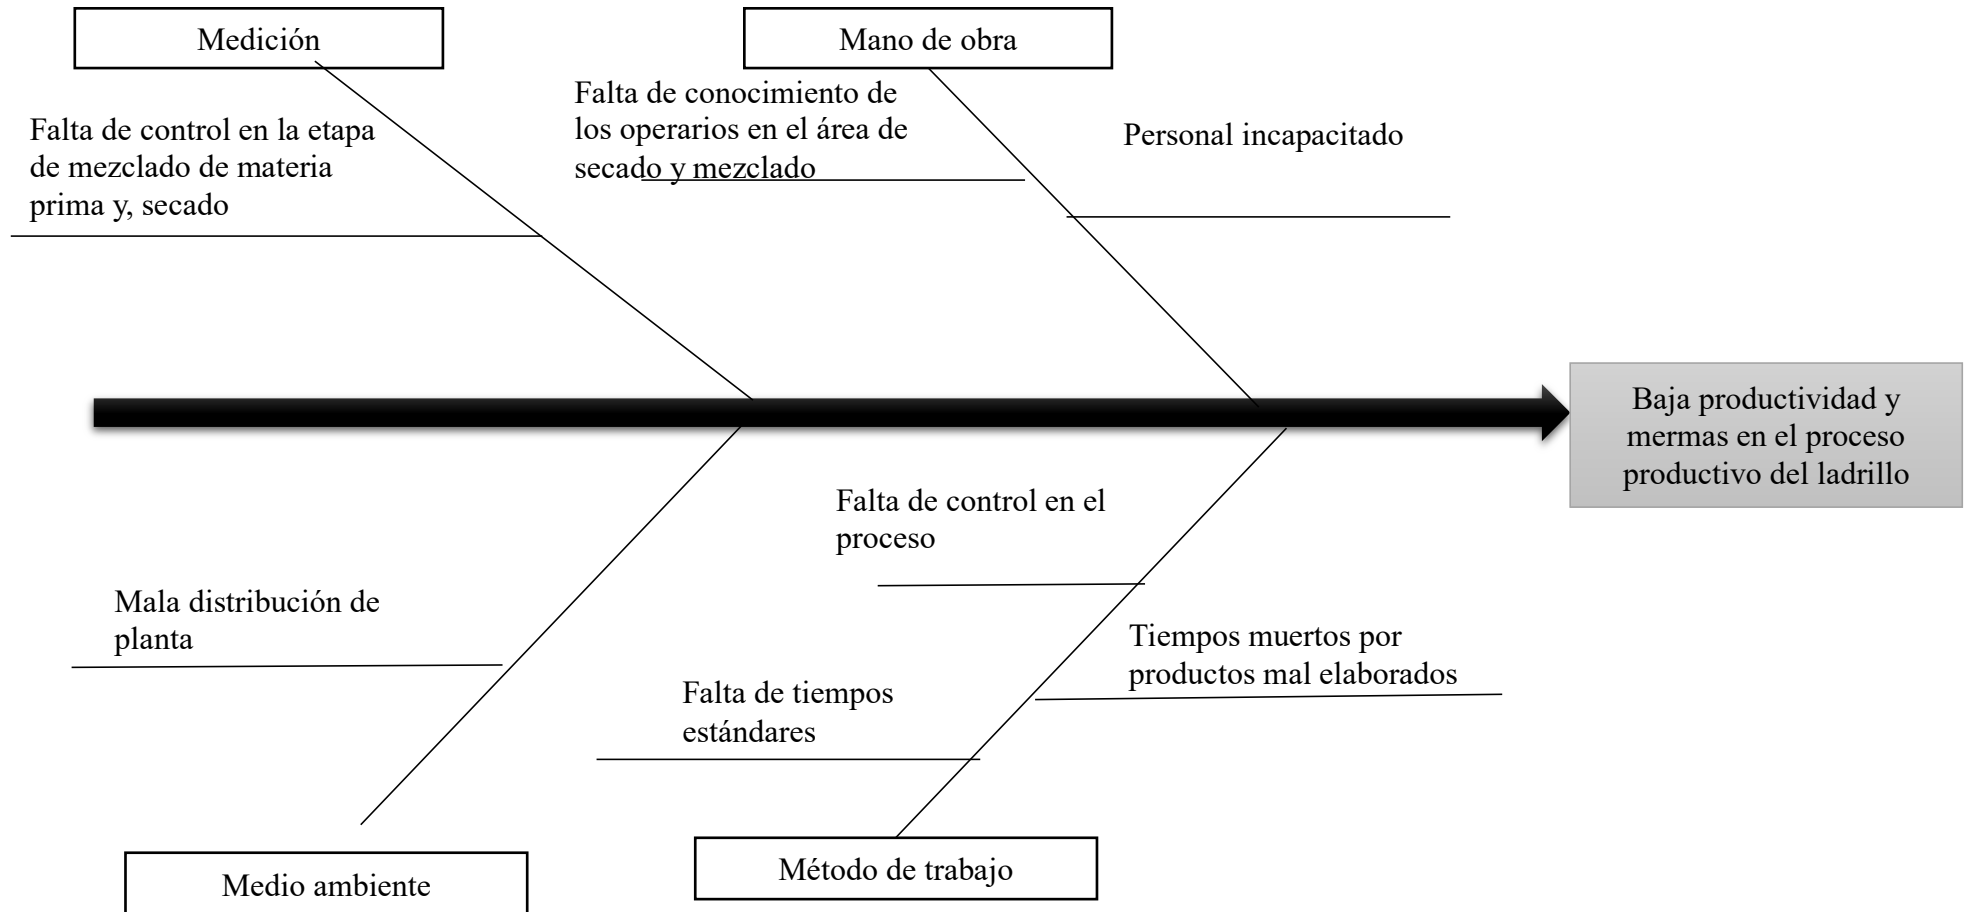 Medición
Mano de obra
Falta de control en la etapa
de mezclado de materia
prima y, secado
Falta de conocimiento de
los operarios en el área de
secado y mezclado
Personal incapacitado
Baja productividad y
mermas en el proceso
productivo del ladrillo
Mala distribución de
planta
Falta de control en el
proceso
Falta de tiempos
estándares
Tiempos muertos por
productos mal elaborados
Medio ambiente
Método de trabajo